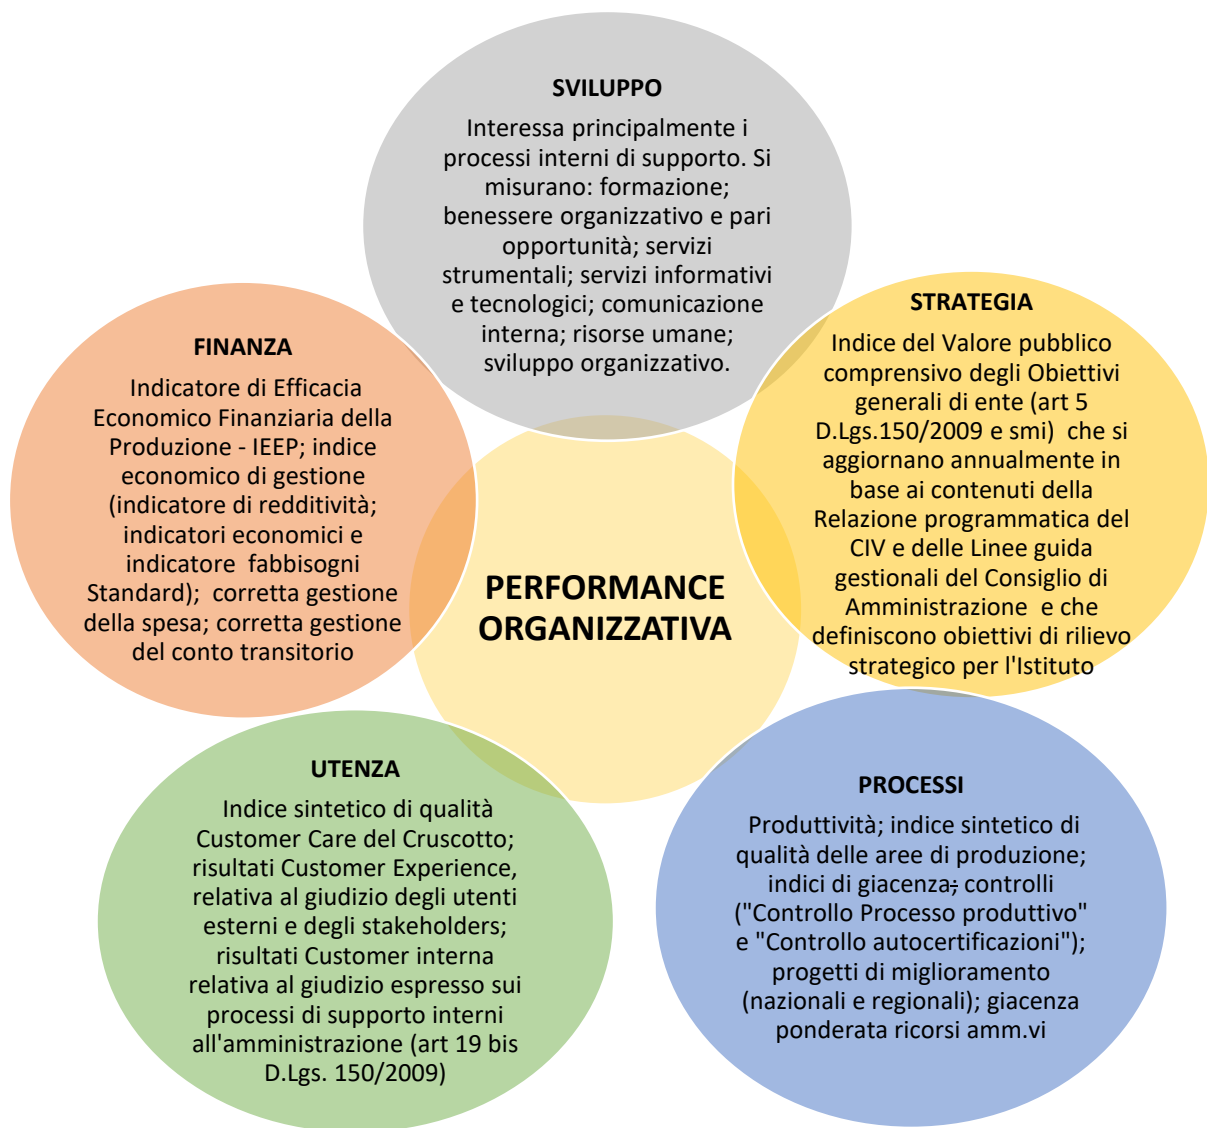 SVILUPPO
Interessa principalmente i
processi interni di supporto. Si
misurano: formazione;
benessere organizzativo e pari
opportunità; servizi
strumentali; servizi informativi
e tecnologici; comunicazione
interna; risorse umane;
sviluppo organizzativo.
STRATEGIA
Indice del Valore pubblico
comprensivo degli Obiettivi
generali di ente (art 5
D.Lgs.150/2009 e smi)  che si
aggiornano annualmente in
base ai contenuti della
Relazione programmatica del
CIV e delle Linee guida
gestionali del Consiglio di
Amministrazione  e che
definiscono obiettivi di rilievo
strategico per l'Istituto
FINANZA
Indicatore di Efficacia
Economico Finanziaria della
Produzione - IEEP; indice
economico di gestione
(indicatore di redditività;
indicatori economici e
indicatore  fabbisogni
Standard);  corretta gestione
della spesa; corretta gestione
del conto transitorio
PERFORMANCE
ORGANIZZATIVA
UTENZA
Indice sintetico di qualità
Customer Care del Cruscotto;
risultati Customer Experience,
relativa al giudizio degli utenti
esterni e degli stakeholders;
risultati Customer interna
relativa al giudizio espresso sui
processi di supporto interni
all'amministrazione (art 19 bis
D.Lgs. 150/2009)
PROCESSI
Produttività; indice sintetico di
qualità delle aree di produzione;
indici di giacenza; controlli
("Controllo Processo produttivo"
e "Controllo autocertificazioni");
progetti di miglioramento
(nazionali e regionali); giacenza
ponderata ricorsi amm.vi